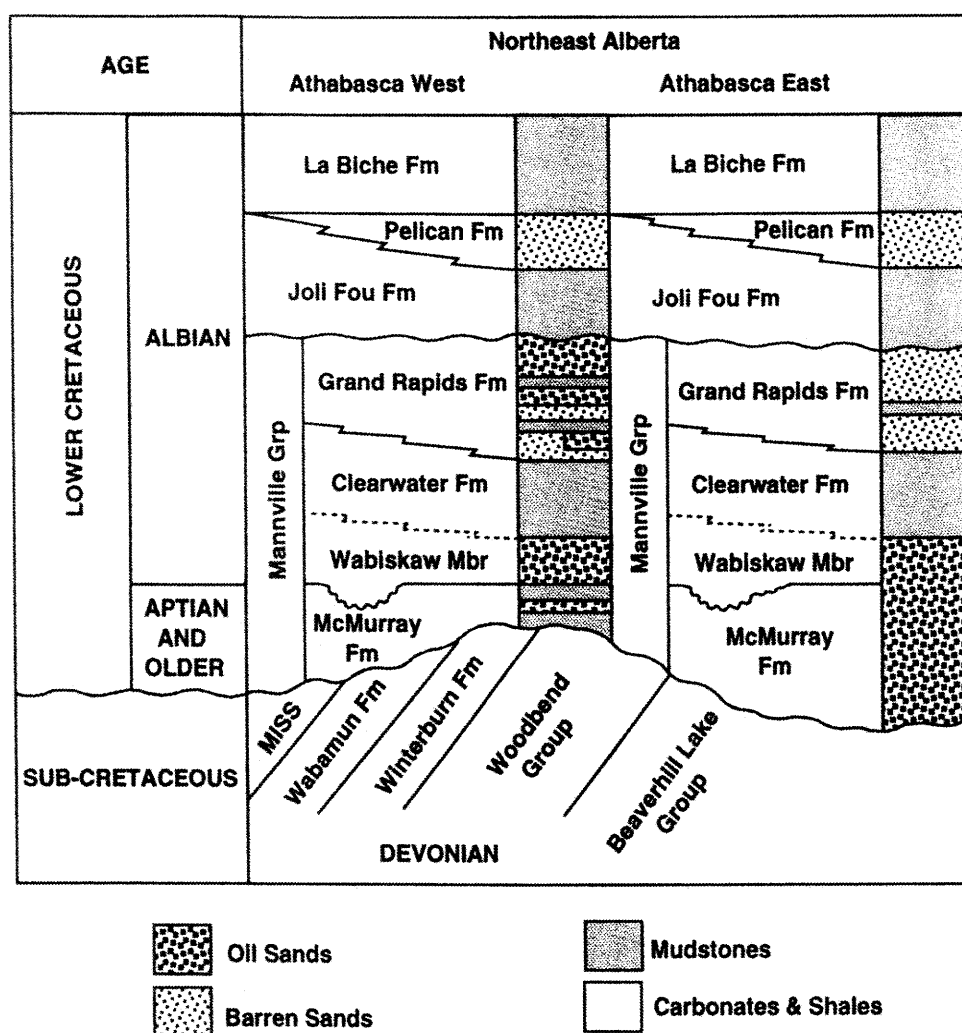 AGE
Northeast Alberta
Athabasca West
Athabasca East
LOWER CRETACEOUS
ALBIAN
APTIAN
AND
OLDER
SUB-CRETACEOUS
La Biche Fm
Pelican Fm
Joli Fou Fm
Mannville Grp
Grand Rapids Fm
Clearwater Fm
Wabiskaw Mbr
McMurray
Fm
La Biche Fm
Pelican Fm
Joli Fou Fm
Mannville Grp
Grand Rapids Fm
Clearwater Fm
Wabiskaw Mbr
McMurray
Fm
MISS
Wabamun Fm
Winterburn Fm
Woodbend
Group
Beaverhill Lake
Group
DEVONIAN
Oil Sands
Barren Sands
Mudstones
Carbonates & Shales